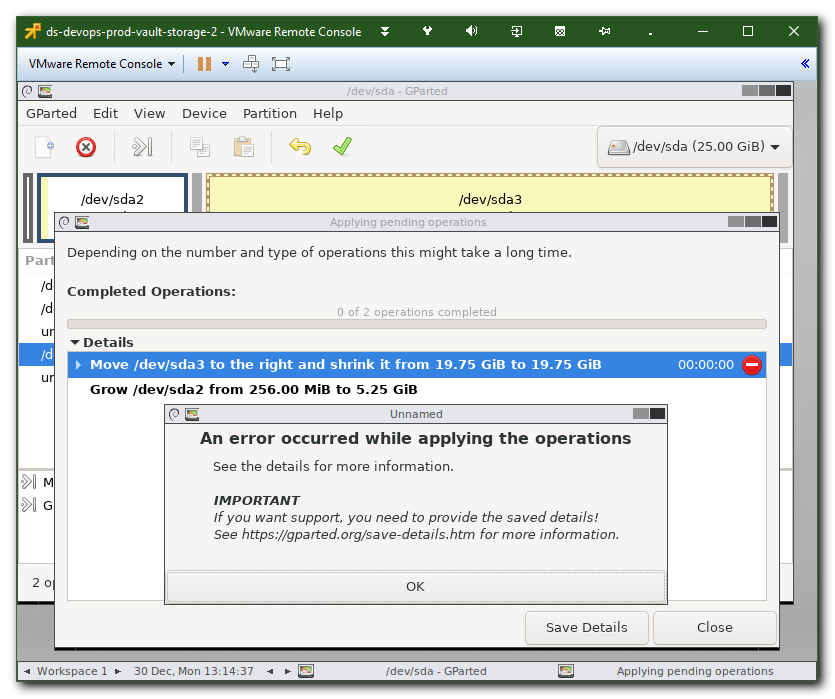 ds-devops-prod-vault-storage-2 - VMware Remote Console
VMware Remote Console
/dev/sda - GParted
GParted Edit View Device Partition Help
/dev/sda (25.00 GiB)
/dev/sda2
/dev/sda3
Applying pending operations
Part
/d
/d
ur
/d
ur
Depending on the number and type of operations this might take a long time.
Completed Operations:
0 of 2 operations completed
Details
Move /dev/sda3 to the right and shrink it from 19.75 GiB to 19.75 GiB 00:00:00
Grow /dev/sda2 from 256.00 MiB to 5.25 GiB
Unnamed
An error occurred while applying the operations
See the details for more information.
IMPORTANT
If you want support, you need to provide the saved details!
See https://gparted.org/save-details.htm for more information.
OK
M
G
2 op
Save Details Close
Workspace 1 30 Dec, Mon 13:14:37 /dev/sda - GParted Applying pending operations